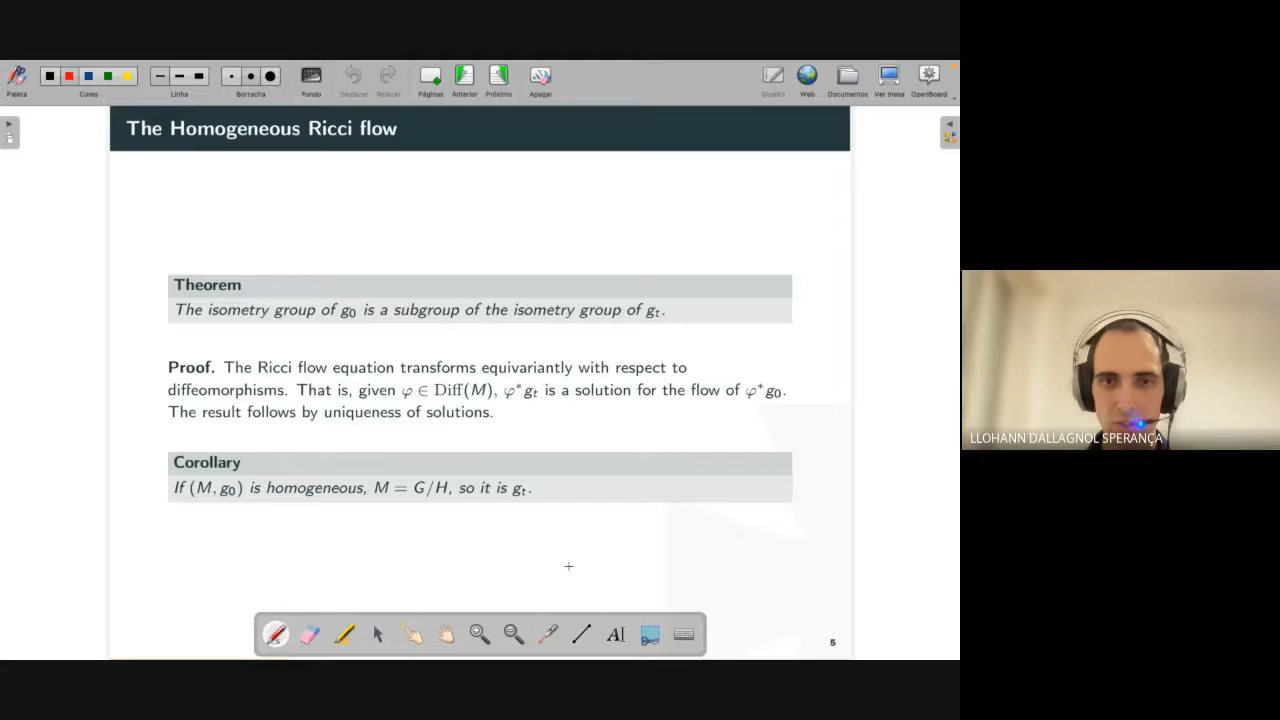 Paleta
Cores
Linha
Borracha
Fundo
Desfazer
Refazer
Páginas
Anterior
Próximo
Apagar
Quadro
Web
Documentos
Ver mesa
OpenBoard
The Homogeneous Ricci flow
Theorem
The isometry group of g₀ is a subgroup of the isometry group of gₜ.
Proof. The Ricci flow equation transforms equivariantly with respect to
diffeomorphisms. That is, given φ ∈ Diff(M), φ*gₜ is a solution for the flow of φ*g₀.
The result follows by uniqueness of solutions.
Corollary
If (M, g₀) is homogeneous, M = G/H, so it is gₜ.
AI
5
LLOHANN DALLAGNOL SPERANÇA